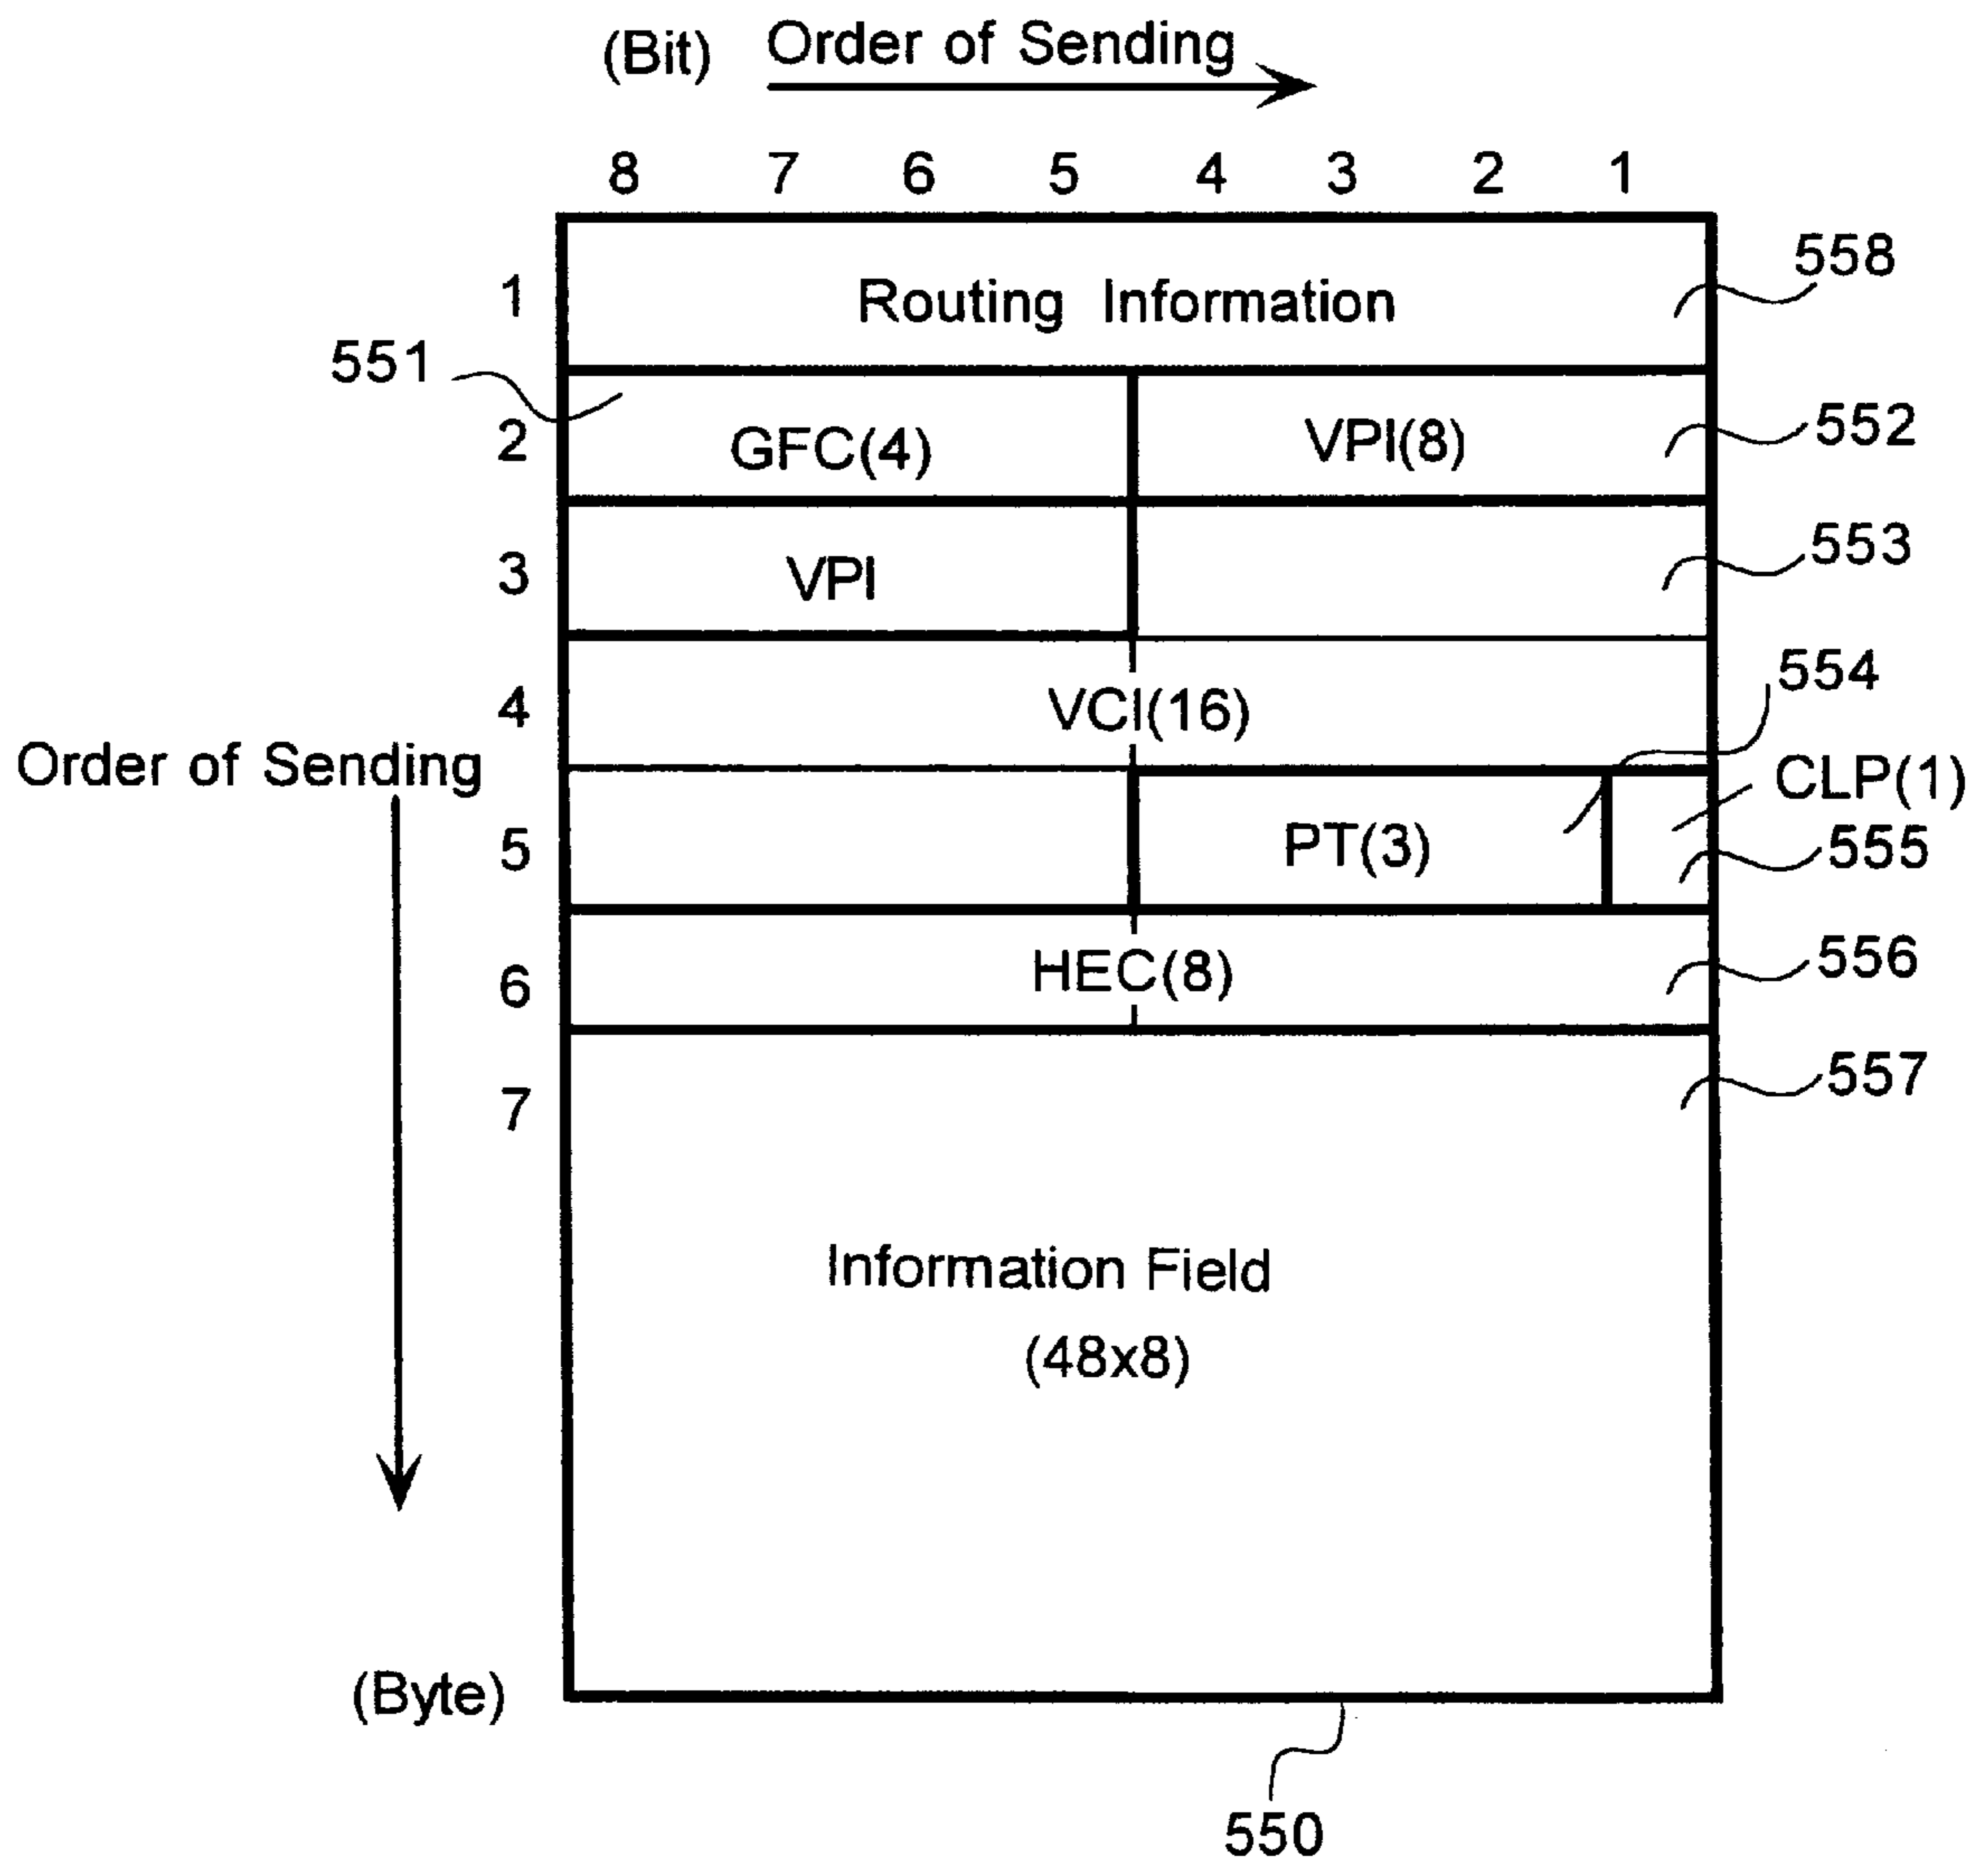 (Bit) Order of Sending
8 7 6 5 4 3 2 1
1 Routing Information 558
551
2 GFC(4) VPI(8) 552
3 VPI 553
4 VCI(16) 554
Order of Sending
CLP(1)
5 PT(3) 555
6 HEC(8) 556
7 557
Information Field
(48x8)
(Byte)
550